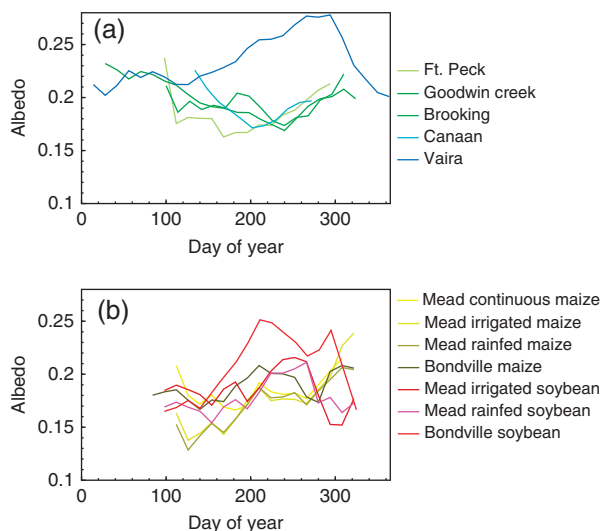 (a)
Albedo
0.25
0.2
0.15
0.1
0
100
200
300
Day of year
Ft. Peck
Goodwin creek
Brooking
Canaan
Vaira
(b)
Albedo
0.25
0.2
0.15
0.1
0
100
200
300
Day of year
Mead continuous maize
Mead irrigated maize
Mead rainfed maize
Bondville maize
Mead irrigated soybean
Mead rainfed soybean
Bondville soybean